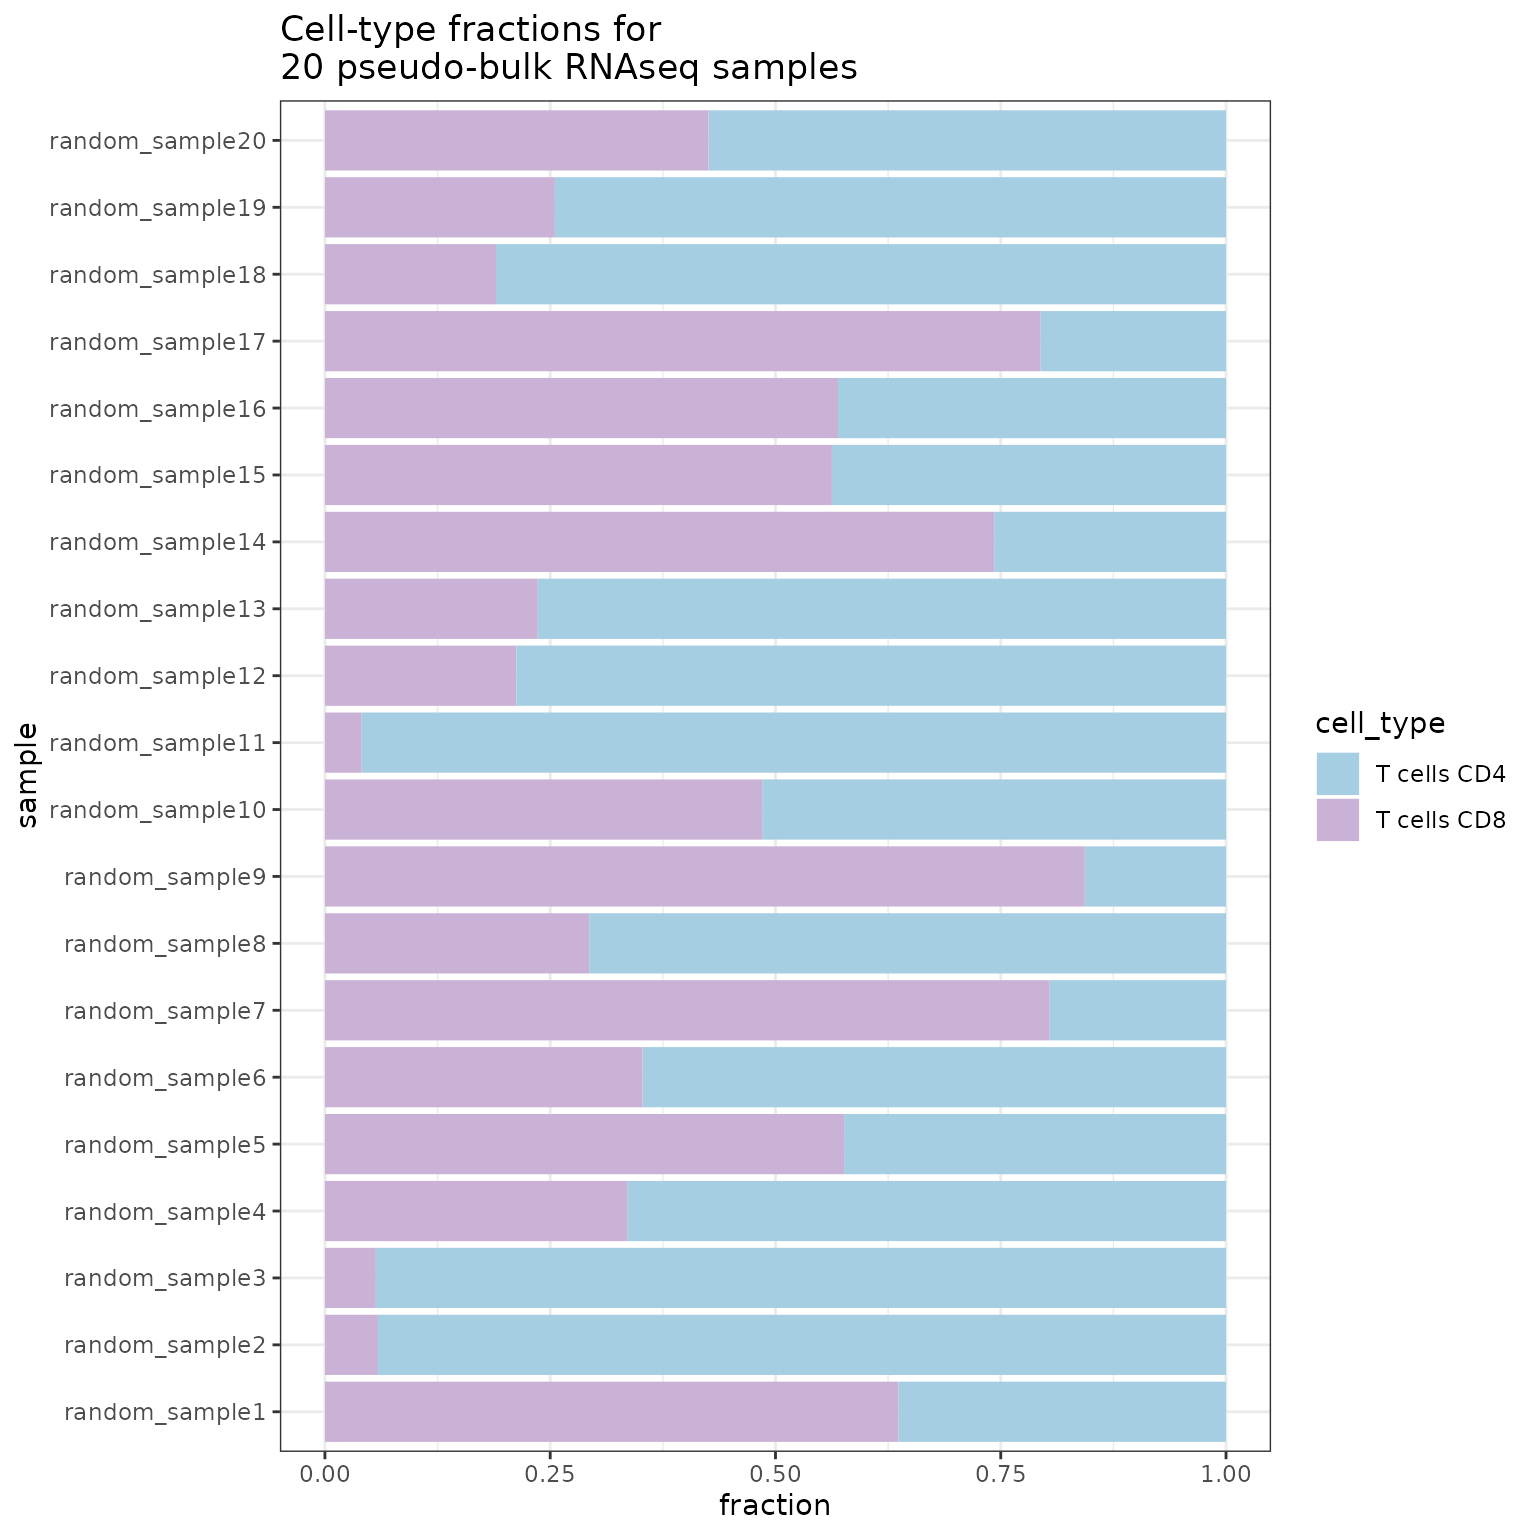 Cell-type fractions for
20 pseudo-bulk RNAseq samples
random_sample20
random_sample19
random_sample18
random_sample17
random_sample16
random_sample15
random_sample14
random_sample13
random_sample12
random_sample11
random_sample10
random_sample9
random_sample8
random_sample7
random_sample6
random_sample5
random_sample4
random_sample3
random_sample2
random_sample1
sample
0.00 0.25 0.50 0.75 1.00
fraction
cell_type
T cells CD4
T cells CD8